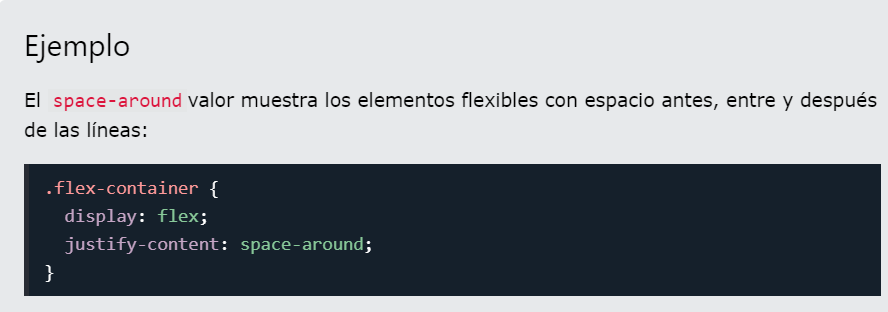 Ejemplo
El space-around valor muestra los elementos flexibles con espacio antes, entre y después
de las líneas:
.flex-container {
  display: flex;
  justify-content: space-around;
}